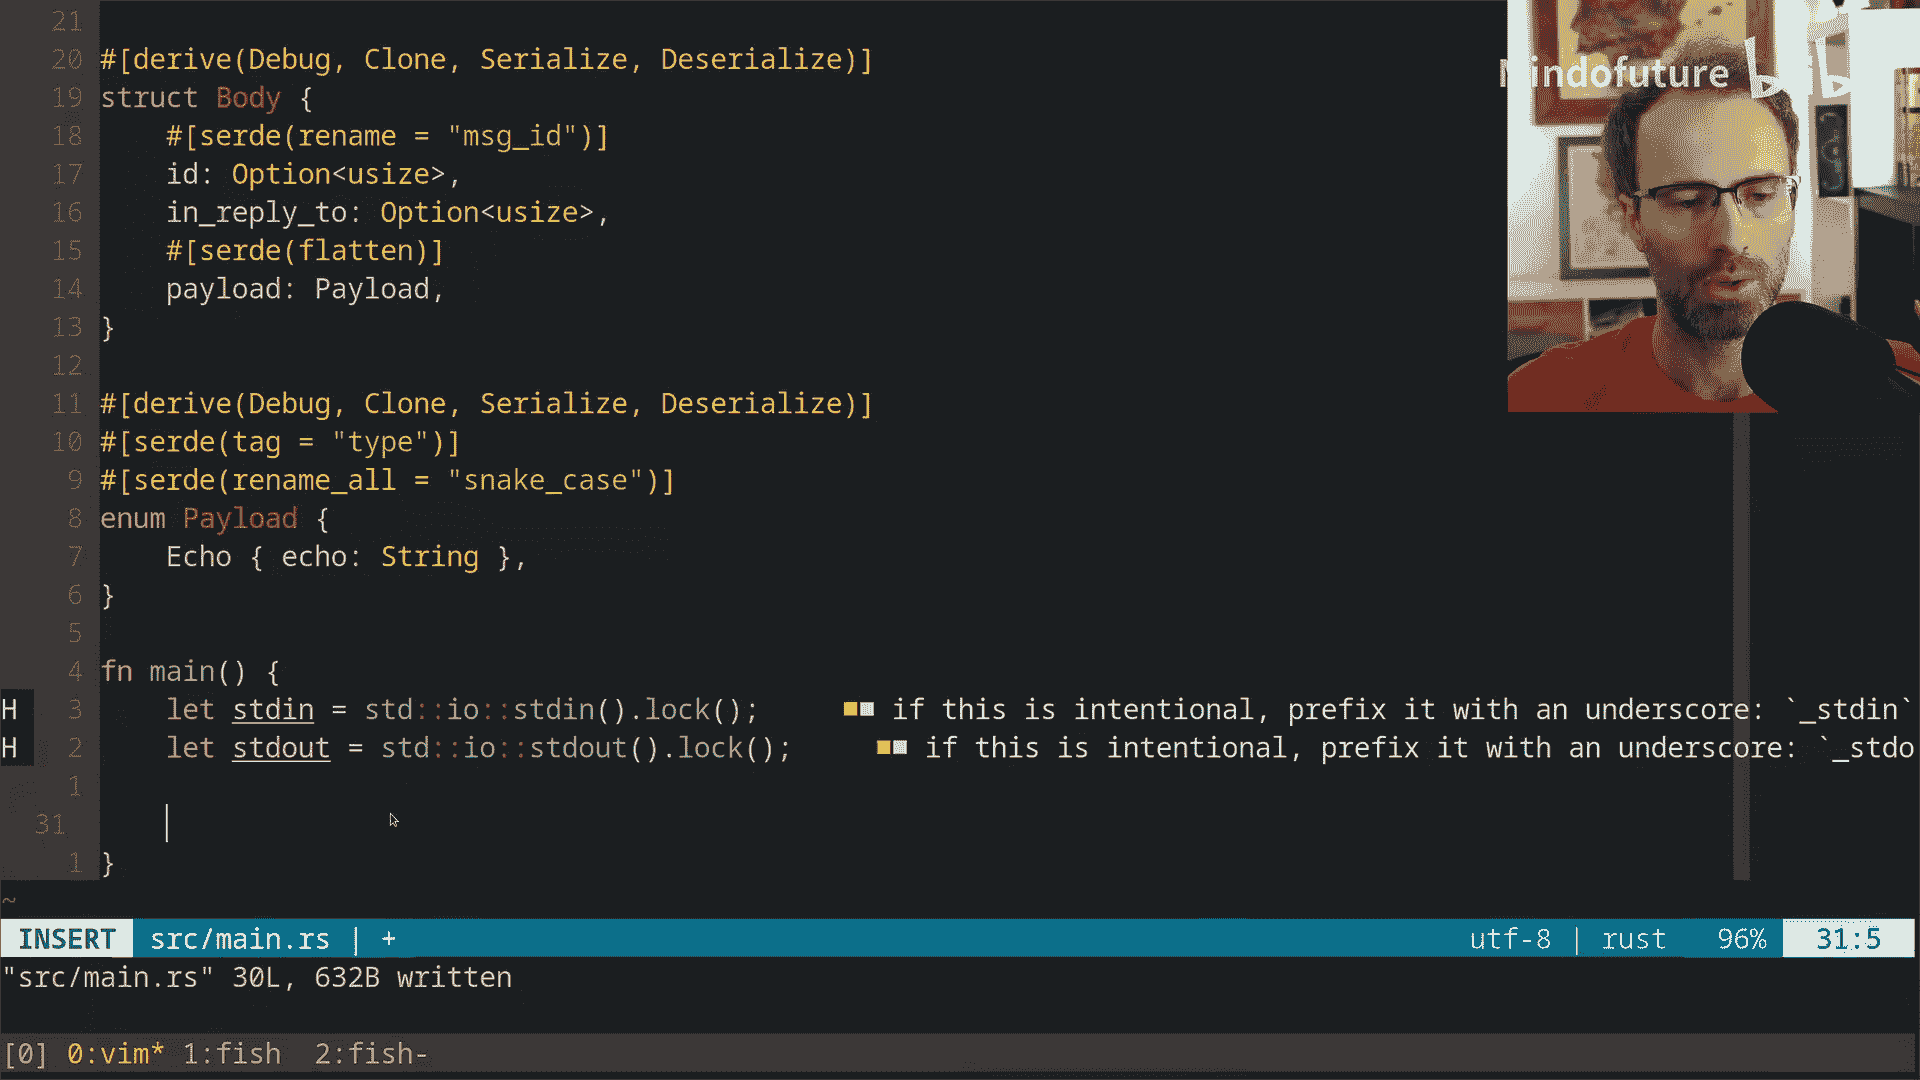 21
20 #[derive(Debug, Clone, Serialize, Deserialize)]
19 struct Body {
18     #[serde(rename = "msg_id")]
17     id: Option<usize>,
16     in_reply_to: Option<usize>,
15     #[serde(flatten)]
14     payload: Payload,
13 }
12
11 #[derive(Debug, Clone, Serialize, Deserialize)]
10 #[serde(tag = "type")]
9 #[serde(rename_all = "snake_case")]
8 enum Payload {
7     Echo { echo: String },
6 }
5
4 fn main() {
H 3     let stdin = std::io::stdin().lock();     ■■ if this is intentional, prefix it with an underscore: `_stdin`
H 2     let stdout = std::io::stdout().lock();     ■■ if this is intentional, prefix it with an underscore: `_stdo
1
31
1 }
~
INSERT src/main.rs | + utf-8 | rust 96% 31:5
"src/main.rs" 30L, 632B written
[0] 0:vim* 1:fish 2:fish-
Mindofuture